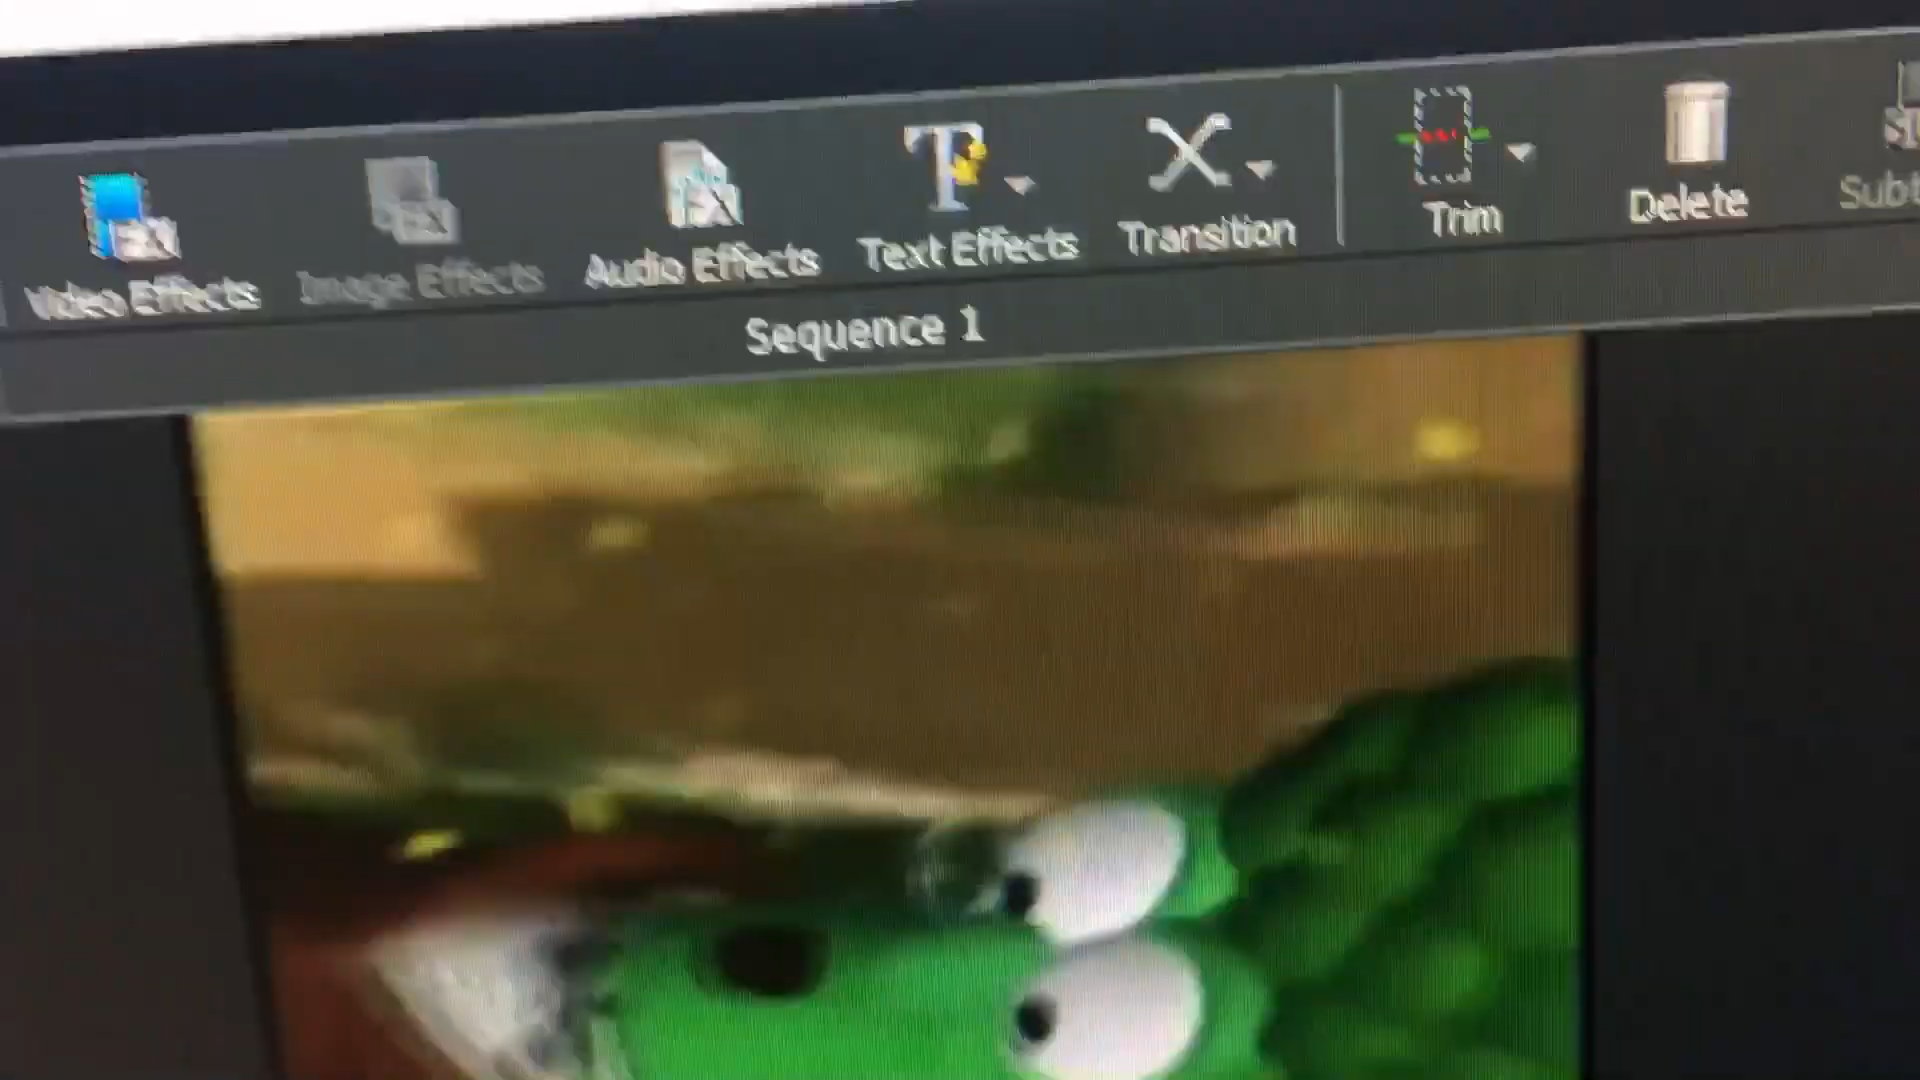 Video Effects
Image Effects
Audio Effects
Text Effects
Transition
Trim
Delete
Sequence 1